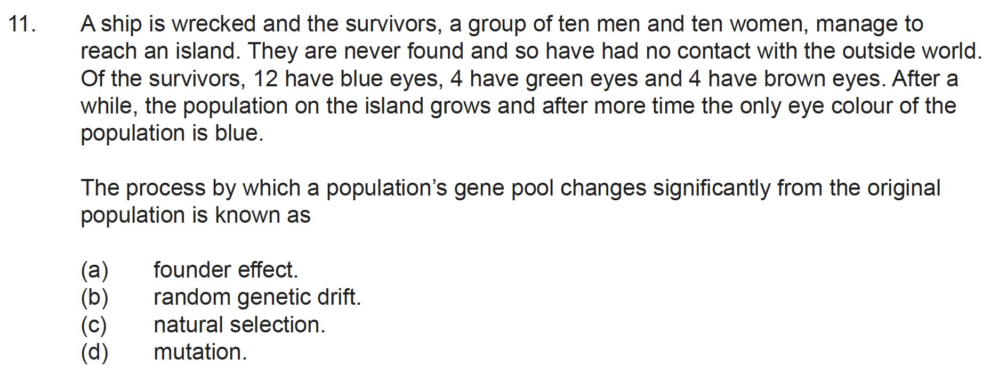 11. A ship is wrecked and the survivors, a group of ten men and ten women, manage to
reach an island. They are never found and so have had no contact with the outside world.
Of the survivors, 12 have blue eyes, 4 have green eyes and 4 have brown eyes. After a
while, the population on the island grows and after more time the only eye colour of the
population is blue.
The process by which a population’s gene pool changes significantly from the original
population is known as
(a) founder effect.
(b) random genetic drift.
(c) natural selection.
(d) mutation.